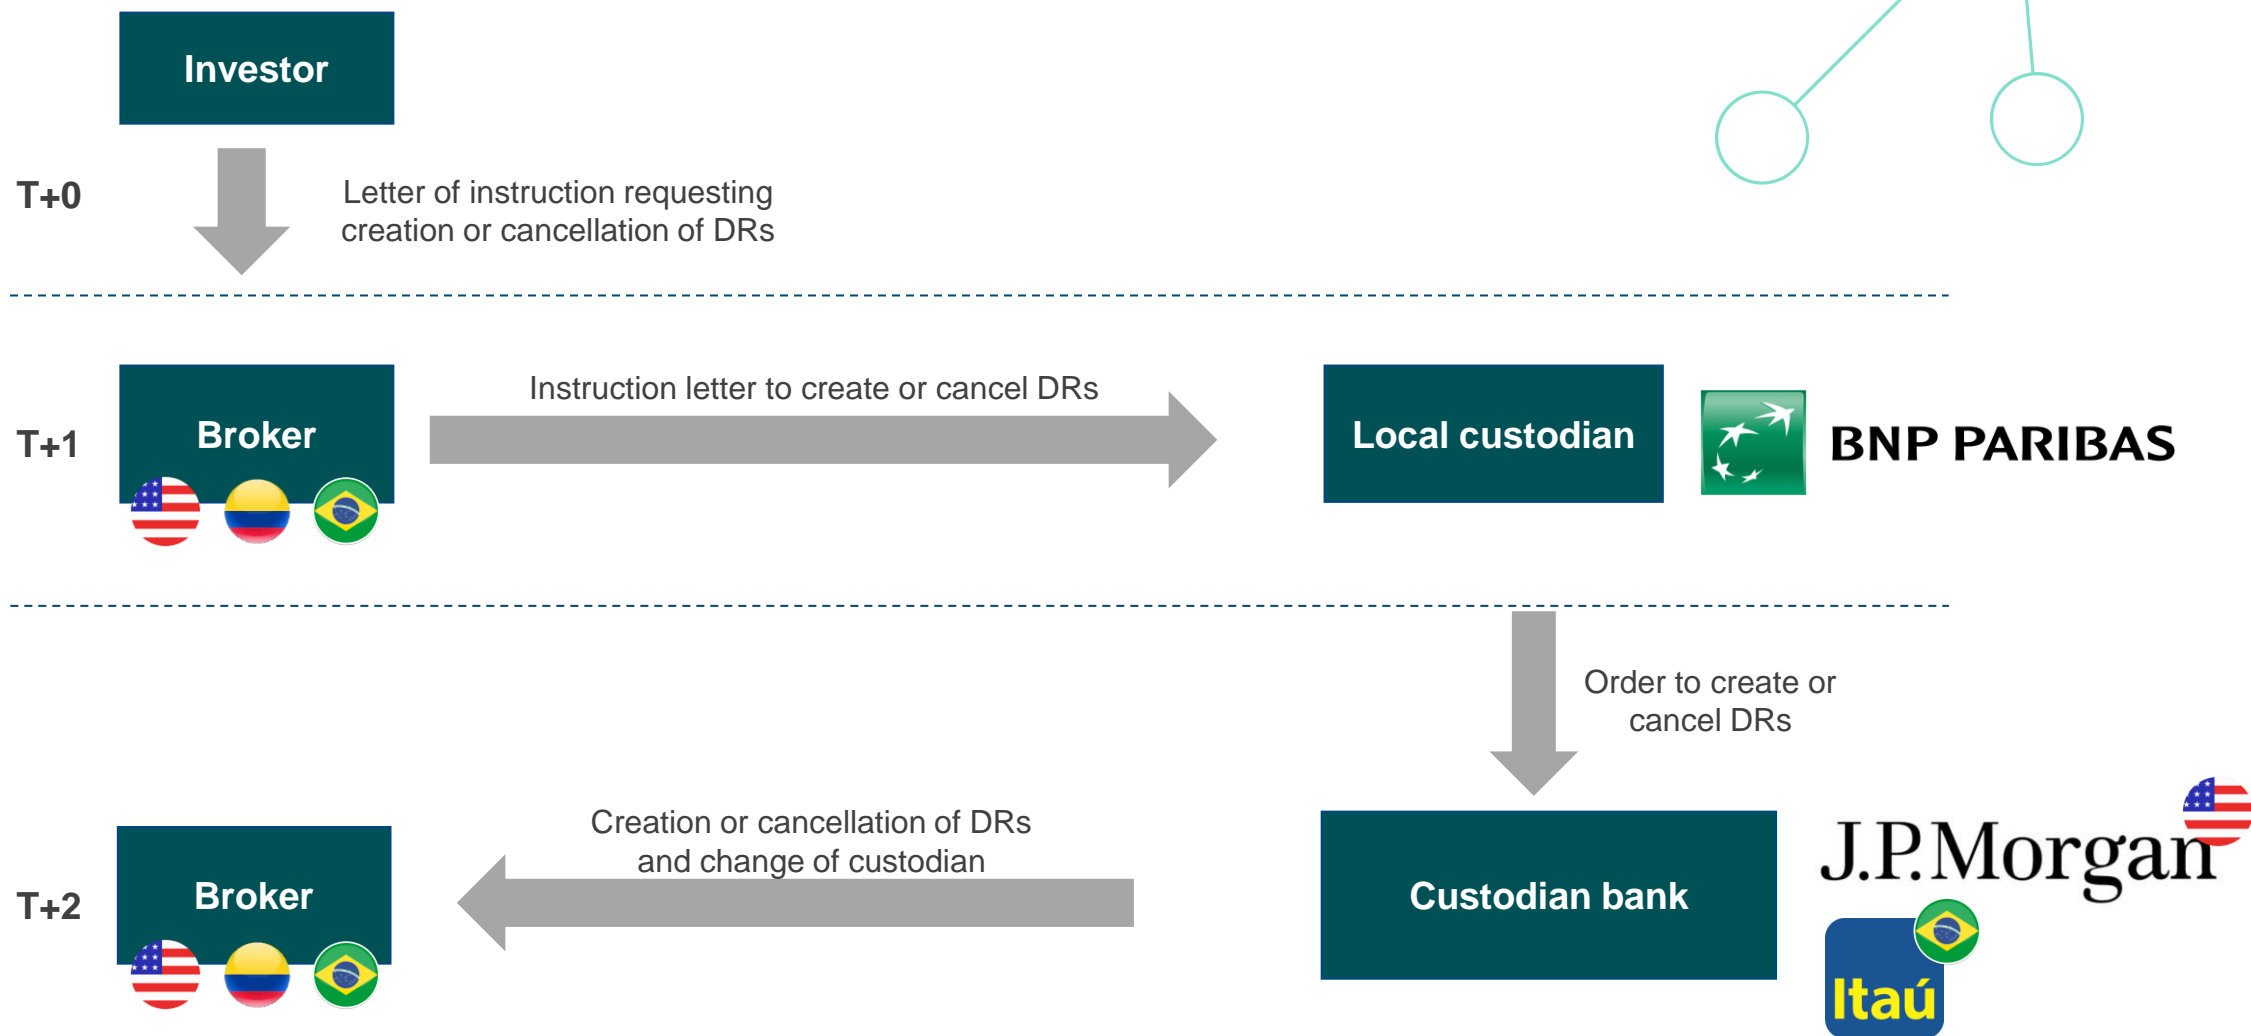 Investor
T+0
Letter of instruction requesting
creation or cancellation of DRs
T+1
Broker
Instruction letter to create or cancel DRs
Local custodian
BNP PARIBAS
Order to create or
cancel DRs
T+2
Broker
Creation or cancellation of DRs
and change of custodian
Custodian bank
J.P.Morgan
Itaú